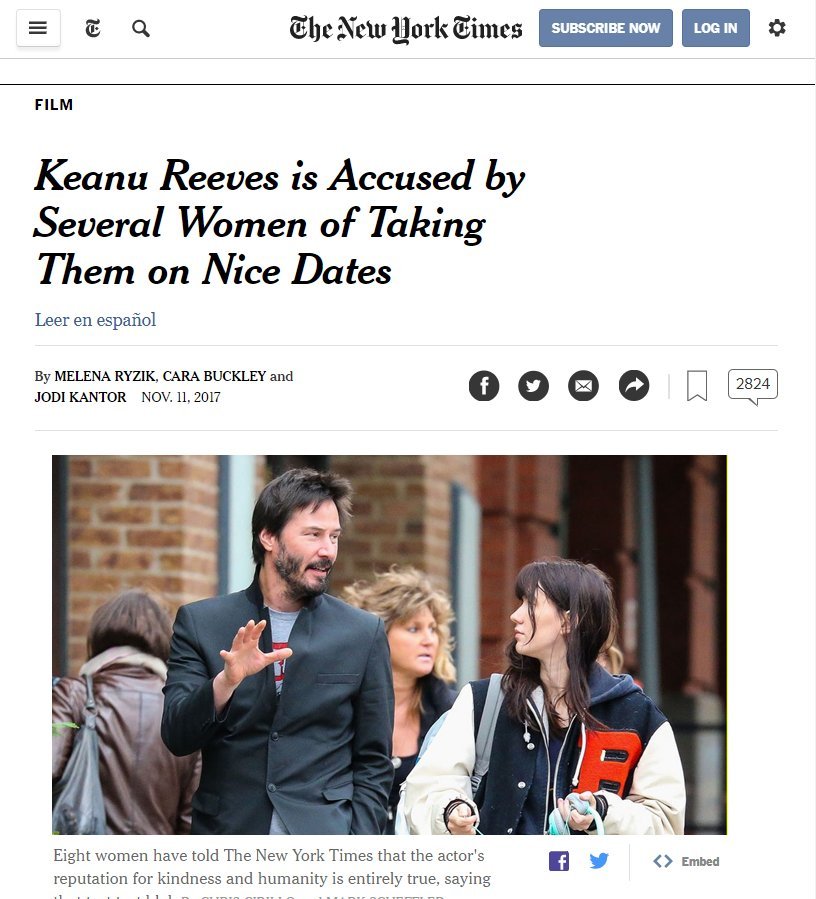 The New York Times
SUBSCRIBE NOW
LOG IN
FILM
Keanu Reeves is Accused by
Several Women of Taking
Them on Nice Dates
Leer en español
By MELENA RYZIK, CARA BUCKLEY and
JODI KANTOR NOV. 11, 2017
2824
Eight women have told The New York Times that the actor's
reputation for kindness and humanity is entirely true, saying
Embed